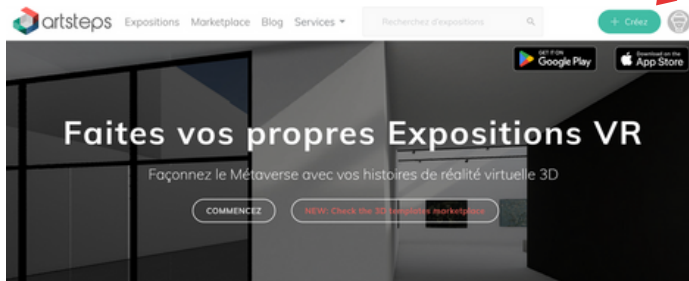 artsteps Expositions Marketplace Blog Services Recherchez d'expositions + Créez
GET IT ON Google Play Download on the App Store
Faites vos propres Expositions VR
Façonnez le Métaverse avec vos histoires de réalité virtuelle 3D
COMMENCEZ NEW: Check the 3D templates marketplace